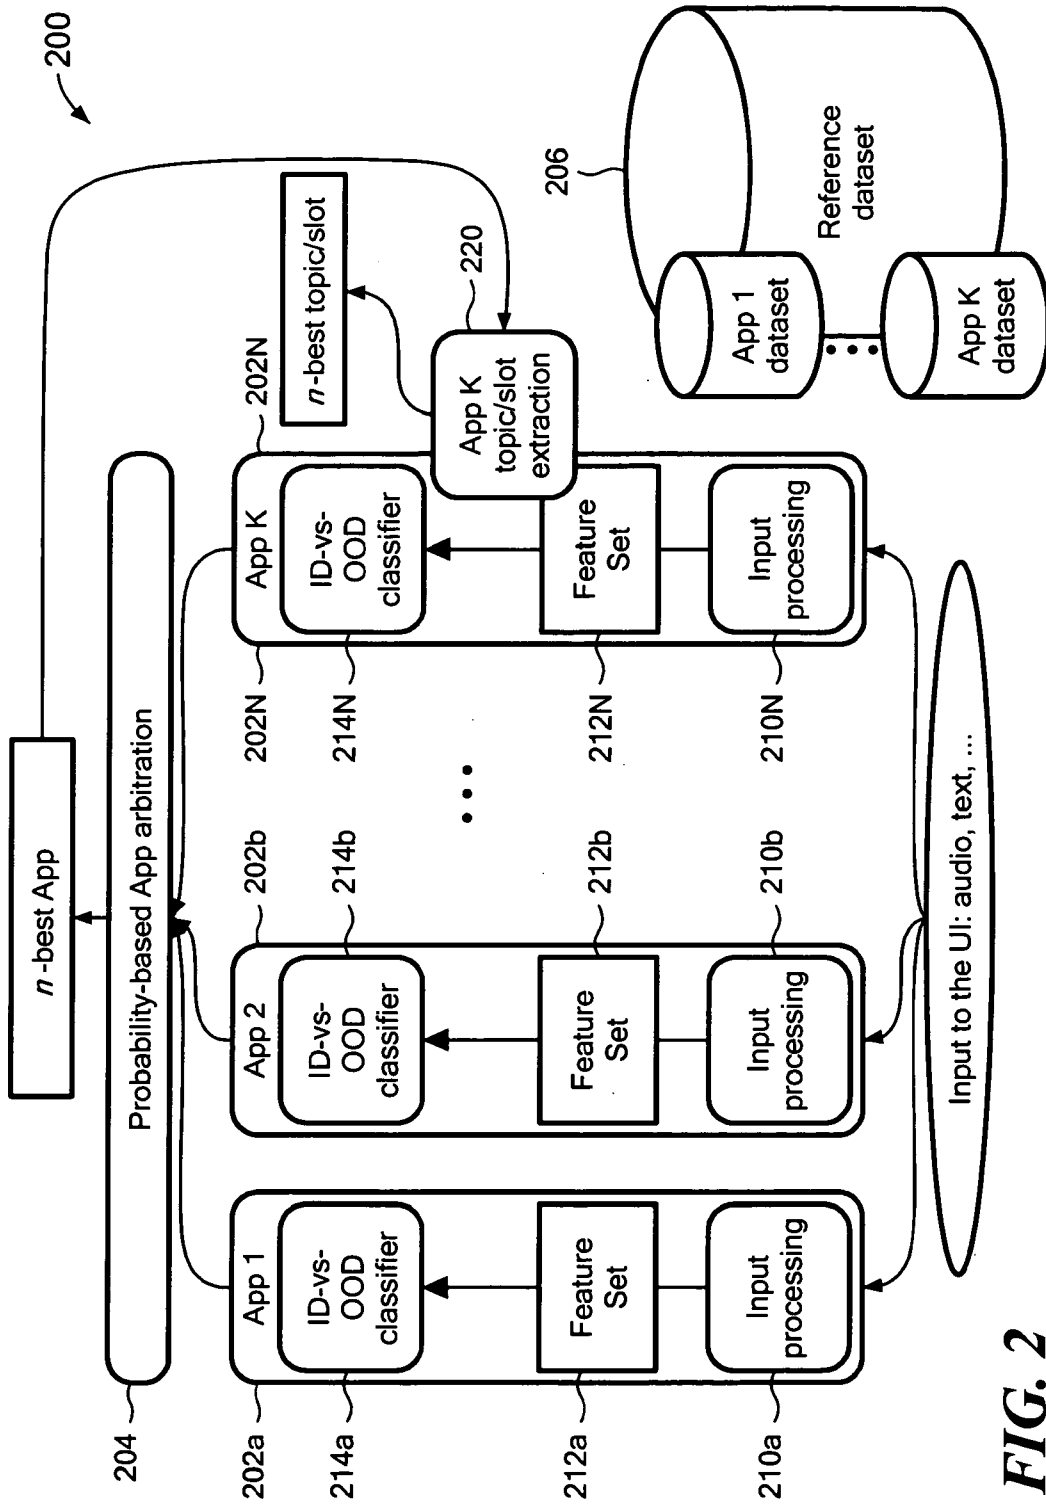 200
n-best App
Probability-based App arbitration
204
App 1
ID-vs-
OOD
classifier
Feature
Set
Input
processing
202a
214a
212a
210a
App 2
ID-vs-
OOD
classifier
Feature
Set
Input
processing
202b
214b
212b
210b
App K
ID-vs-
OOD
classifier
Feature
Set
Input
processing
202N
214N
212N
210N
202N
n-best topic/slot
220
App K
topic/slot
extraction
206
Reference
dataset
App 1
dataset
App K
dataset
Input to the UI: audio, text, ...
FIG. 2